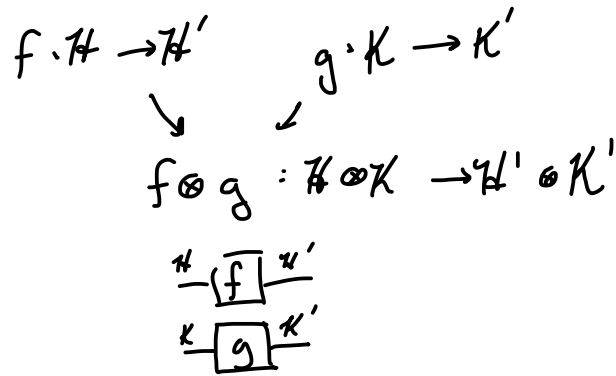 f : H → H' g : K → K'
f ⊗ g : H ⊗ K → H' ⊗ K'
H f H'
K g K'